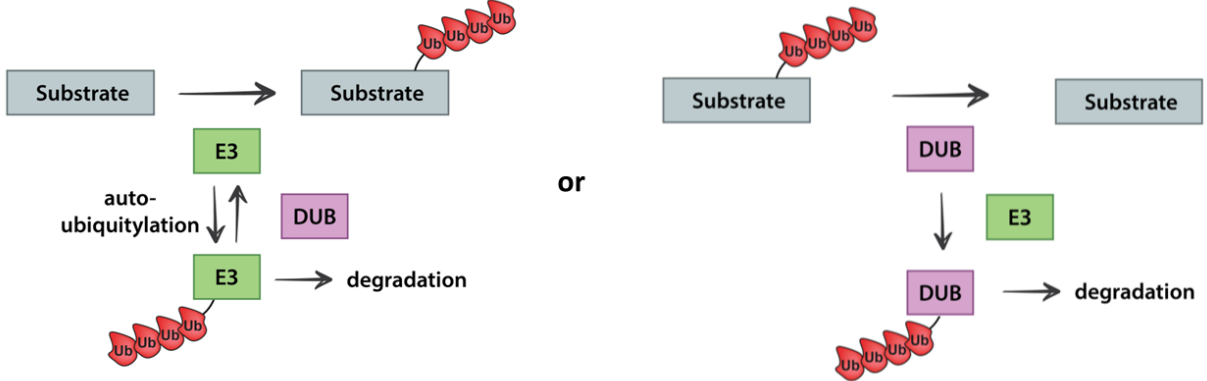 Ub Ub Ub Ub
Substrate
Substrate
E3
auto-
ubiquitylation
DUB
E3
degradation
Ub Ub Ub Ub
or
Ub Ub Ub Ub
Substrate
Substrate
DUB
E3
DUB
degradation
Ub Ub Ub Ub